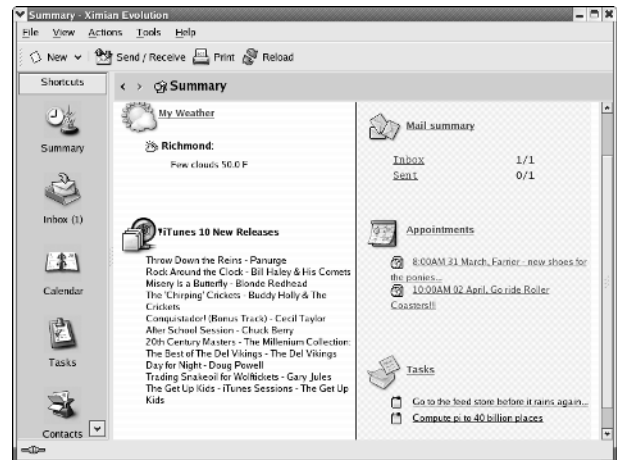 Summary - Ximian Evolution
File View Actions Tools Help
New Send / Receive Print Reload
Shortcuts
Summary
Inbox (1)
Calendar
Tasks
Contacts
Summary
My Weather
Richmond:
Few clouds 50.0 F
iTunes 10 New Releases
Throw Down the Reins - Panurge
Rock Around the Clock - Bill Haley & His Comets
Misery Is a Butterfly - Blonde Redhead
The 'Chirping' Crickets - Buddy Holly & The
Crickets
Conquistador! (Bonus Track) - Cecil Taylor
After School Session - Chuck Berry
20th Century Masters - The Millenium Collection:
The Best of The Del Vikings - The Del Vikings
Day for Night - Doug Powell
Trading Snakeoil for Wolftickets - Gary Jules
The Get Up Kids - iTunes Sessions - The Get Up
Kids
Mail summary
Inbox 1/1
Sent 0/1
Appointments
8:00AM 31 March, Farrier - new shoes for
the ponies...
10:00AM 02 April, Go ride Roller
Coasters!!!
Tasks
Go to the feed store before it rains again...
Compute pi to 40 billion places